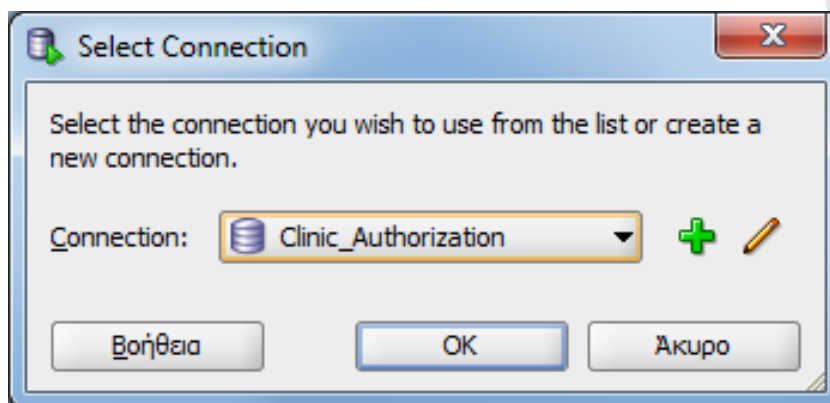 Select Connection
Select the connection you wish to use from the list or create a
new connection.
Connection: Clinic_Authorization
Βοήθεια OK Άκυρο